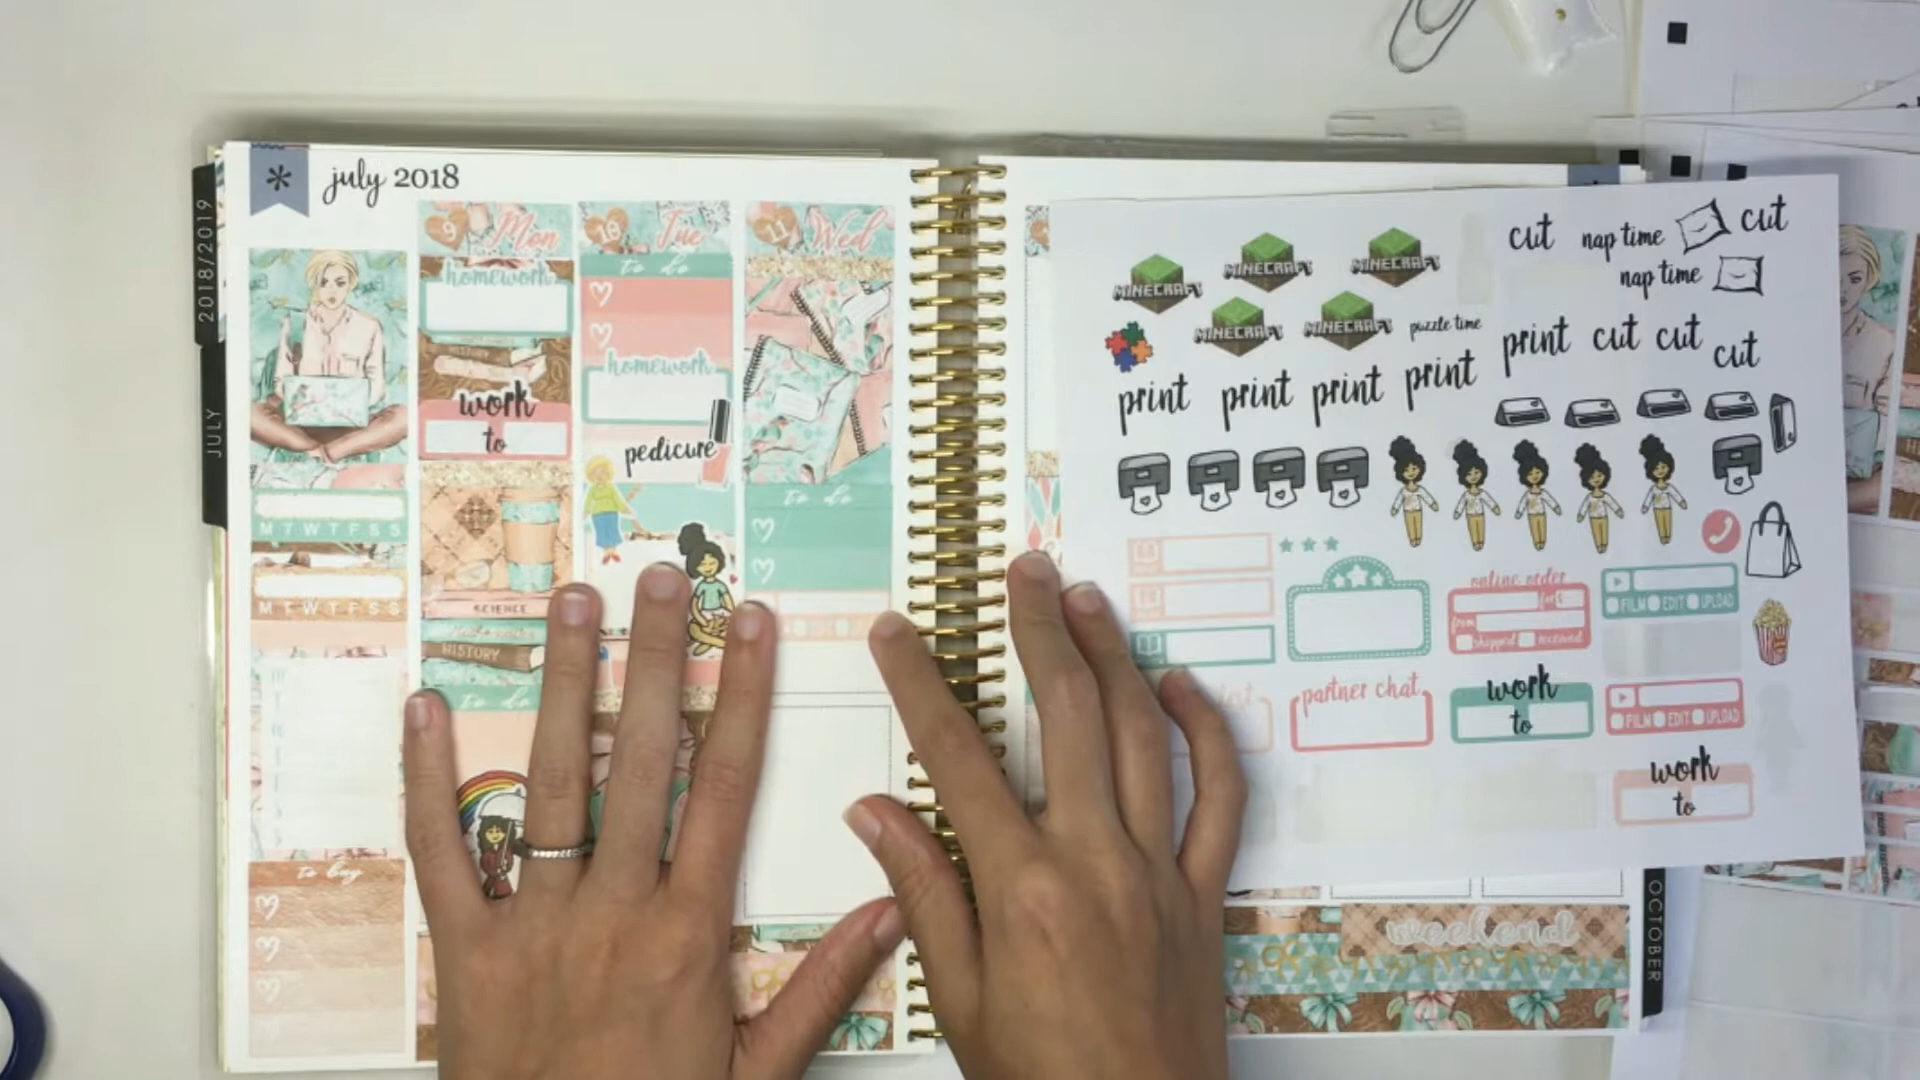 july 2018
2018/2019
JULY
9 Mon
10 Tue
11 Wed
homework
to do
homework
HISTORY
work
to
pedicure
to do
M T W T F S S
M T W T F S S
SCIENCE
HISTORY
to do
to buy
cut
nap time
cut
nap time
MINECRAFT
MINECRAFT
MINECRAFT
MINECRAFT
MINECRAFT
puzzle time
print
cut
cut
cut
print
print
print
print
online order
for
from
shipped
received
FILM EDIT UPLOAD
partner chat
work
to
FILM EDIT UPLOAD
work
to
weekend
OCTOBER